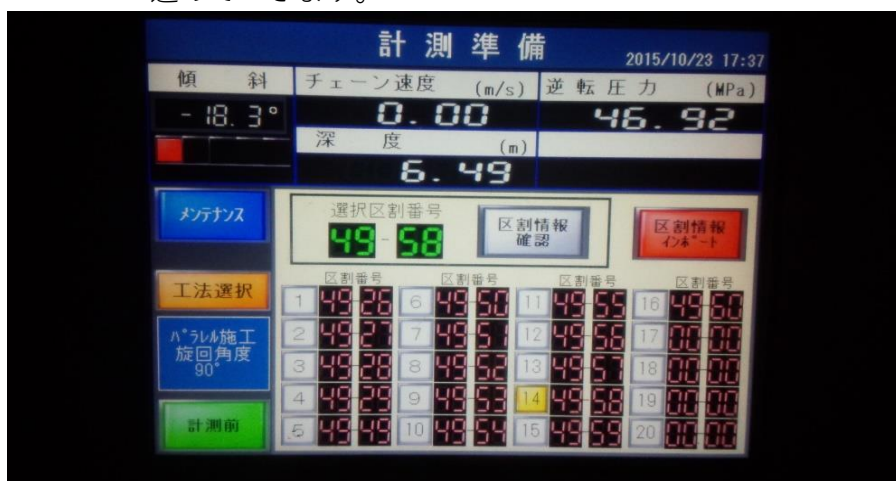 計測準備
2015/10/23 17:37
傾 斜
チェーン速度 (m/s)
逆転圧力 (MPa)
-18.3°
0.00
46.92
深 度 (m)
6.49
メンテナンス
選択区割番号
49-58
区割情報
確認
区割情報
インポート
工法選択
区割番号 区割番号 区割番号 区割番号
1 49-26 6 49-50 11 49-55 16 49-60
2 49-27 7 49-51 12 49-56 17 00-00
3 49-28 8 49-52 13 49-57 18 00-00
4 49-29 9 49-53 14 49-58 19 00-00
5 49-49 10 49-54 15 49-59 20 00-00
パラレル施工
旋回角度
90°
計測前